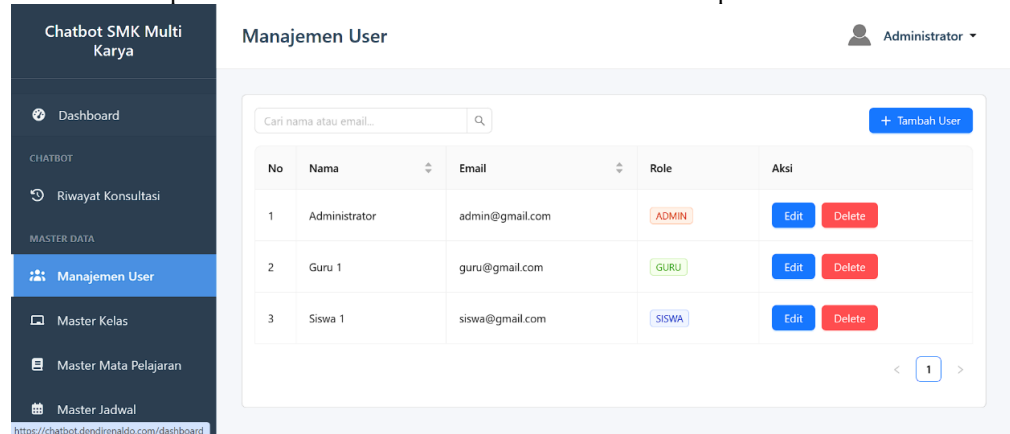 Chatbot SMK Multi
Karya
Manajemen User
Administrator
Dashboard
CHATBOT
Riwayat Konsultasi
MASTER DATA
Manajemen User
Master Kelas
Master Mata Pelajaran
Master Jadwal
https://chatbot.dendirenaldo.com/dashboard
Cari nama atau email...
+ Tambah User
No Nama Email Role Aksi
1 Administrator admin@gmail.com ADMIN Edit Delete
2 Guru 1 guru@gmail.com GURU Edit Delete
3 Siswa 1 siswa@gmail.com SISWA Edit Delete
< 1 >